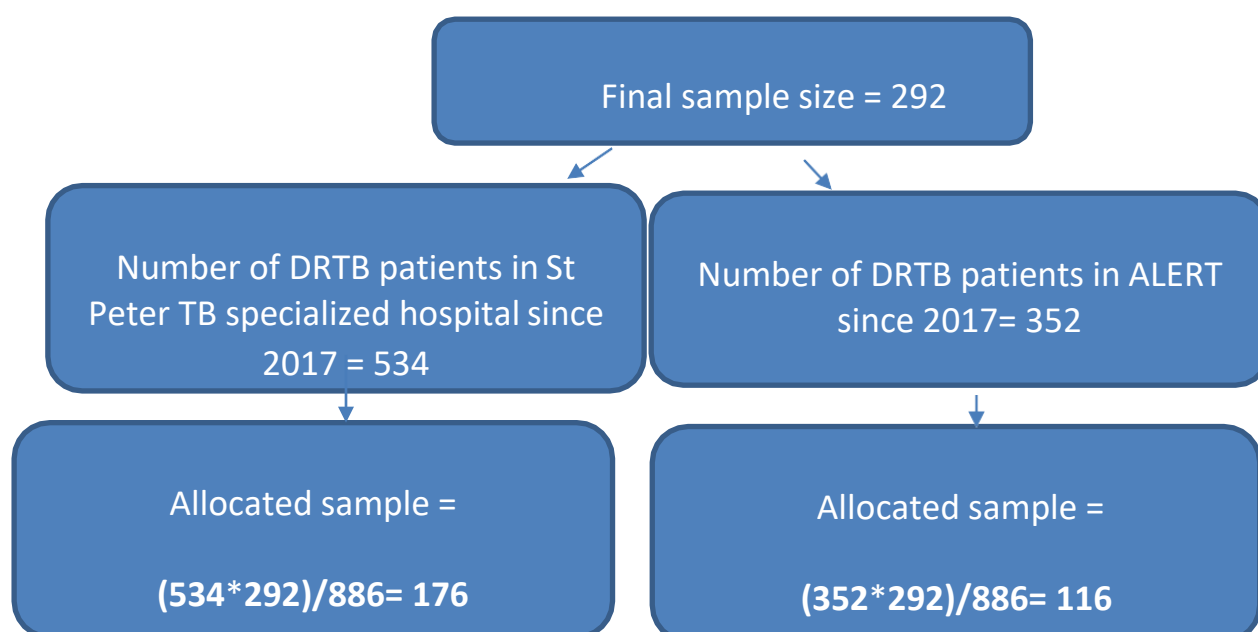 Final sample size = 292
Number of DRTB patients in St
Peter TB specialized hospital since
2017 = 534
Number of DRTB patients in ALERT
since 2017= 352
Allocated sample =
(534*292)/886= 176
Allocated sample =
(352*292)/886= 116